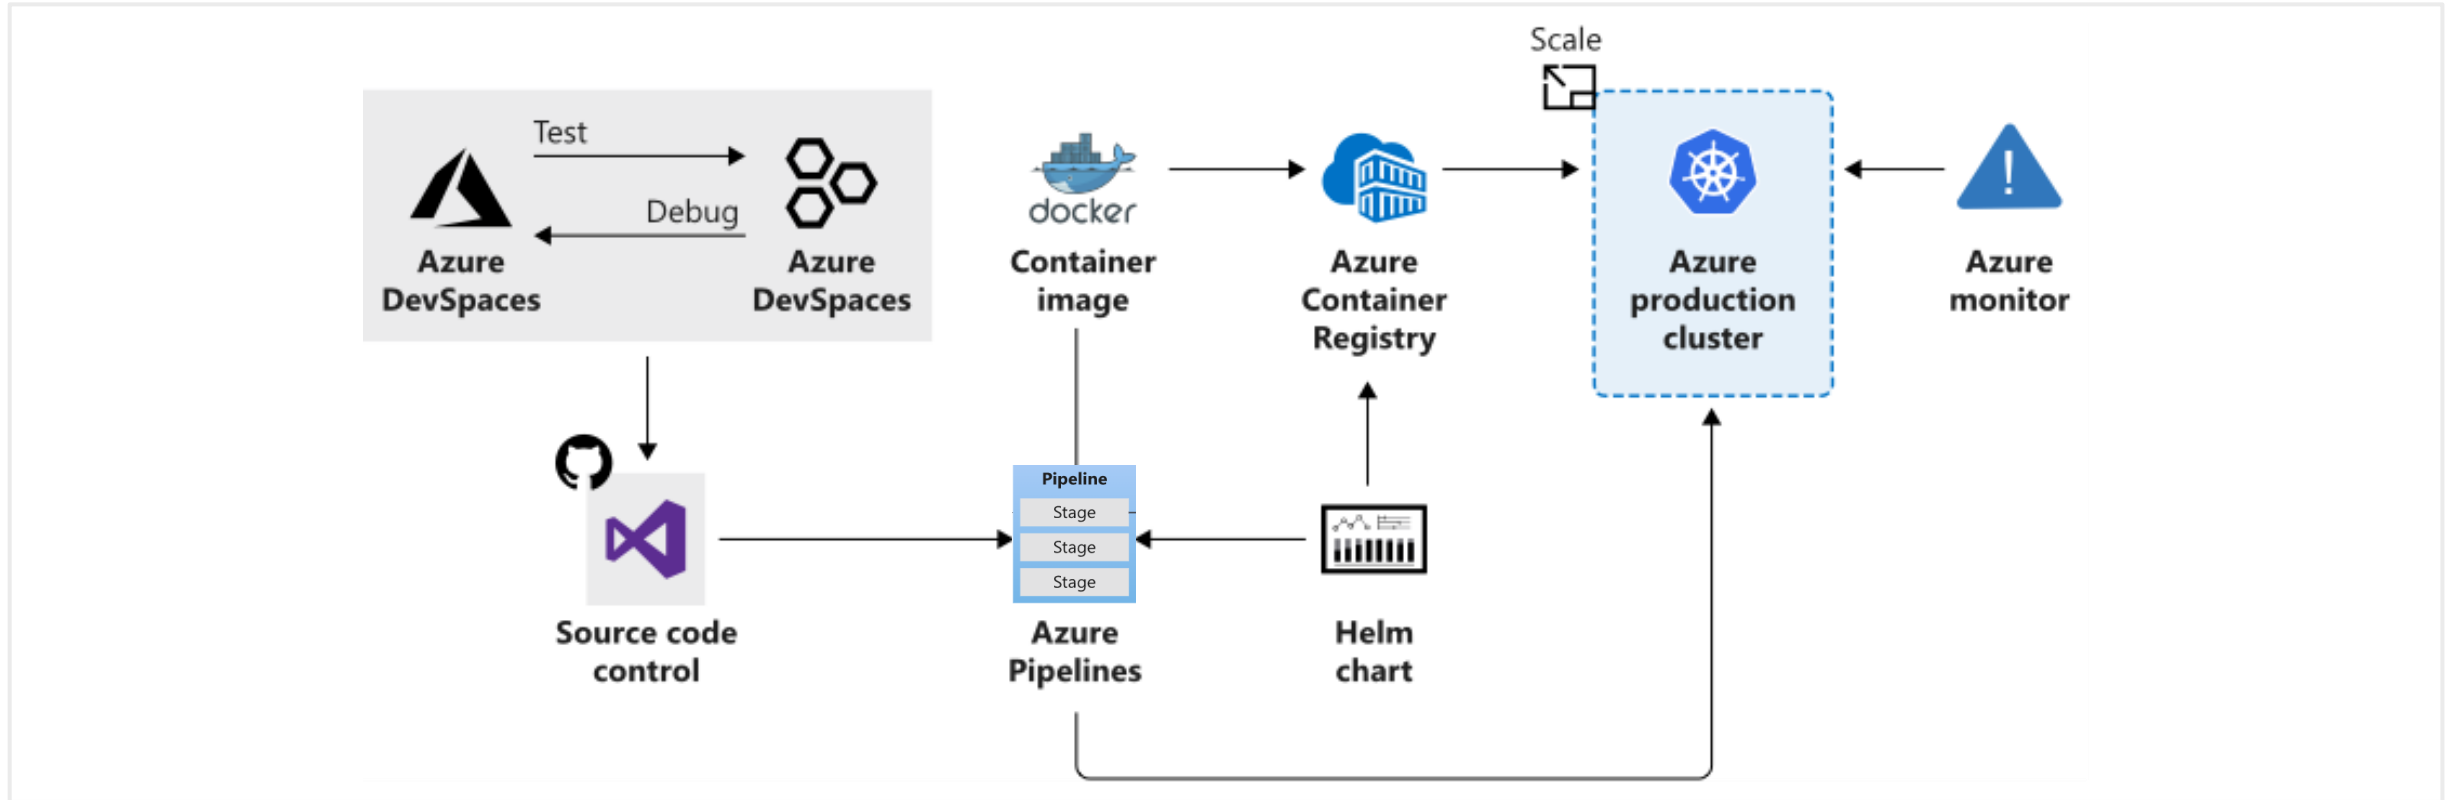 Scale
Test
Debug
Azure
DevSpaces
Azure
DevSpaces
docker
Container
image
Azure
Container
Registry
Azure
production
cluster
Azure
monitor
Pipeline
Stage
Stage
Stage
Source code
control
Azure
Pipelines
Helm
chart